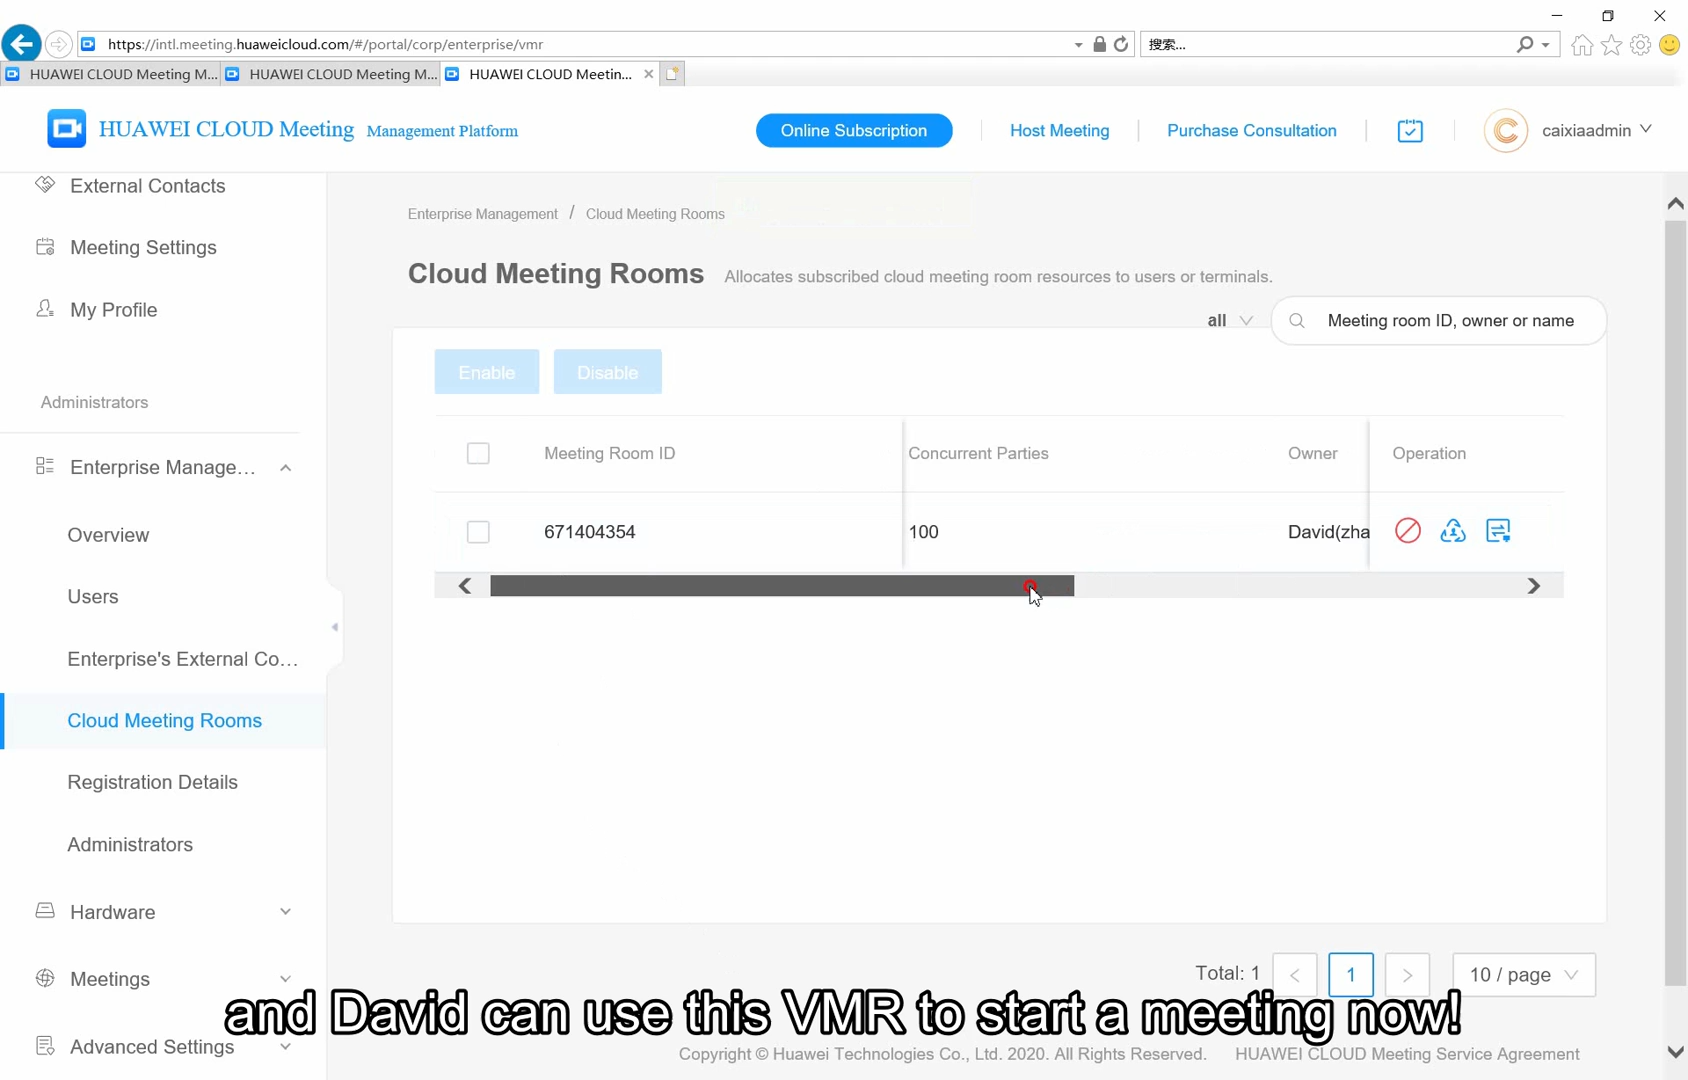 https://intl.meeting.huaweicloud.com/#/portal/corp/enterprise/vmr
搜索...
HUAWEI CLOUD Meeting M...
HUAWEI CLOUD Meeting M...
HUAWEI CLOUD Meetin...
HUAWEI CLOUD Meeting Management Platform
Online Subscription
Host Meeting
Purchase Consultation
caixiaadmin
External Contacts
Meeting Settings
My Profile
Administrators
Enterprise Manage...
Overview
Users
Enterprise's External Co...
Cloud Meeting Rooms
Registration Details
Administrators
Hardware
Meetings
Advanced Settings
Enterprise Management / Cloud Meeting Rooms
Cloud Meeting Rooms Allocates subscribed cloud meeting room resources to users or terminals.
all
Meeting room ID, owner or name
Enable
Disable
Meeting Room ID Concurrent Parties Owner Operation
671404354 100 David(zha
Total: 1
1
10 / page
and David can use this VMR to start a meeting now!
Copyright © Huawei Technologies Co., Ltd. 2020. All Rights Reserved. HUAWEI CLOUD Meeting Service Agreement